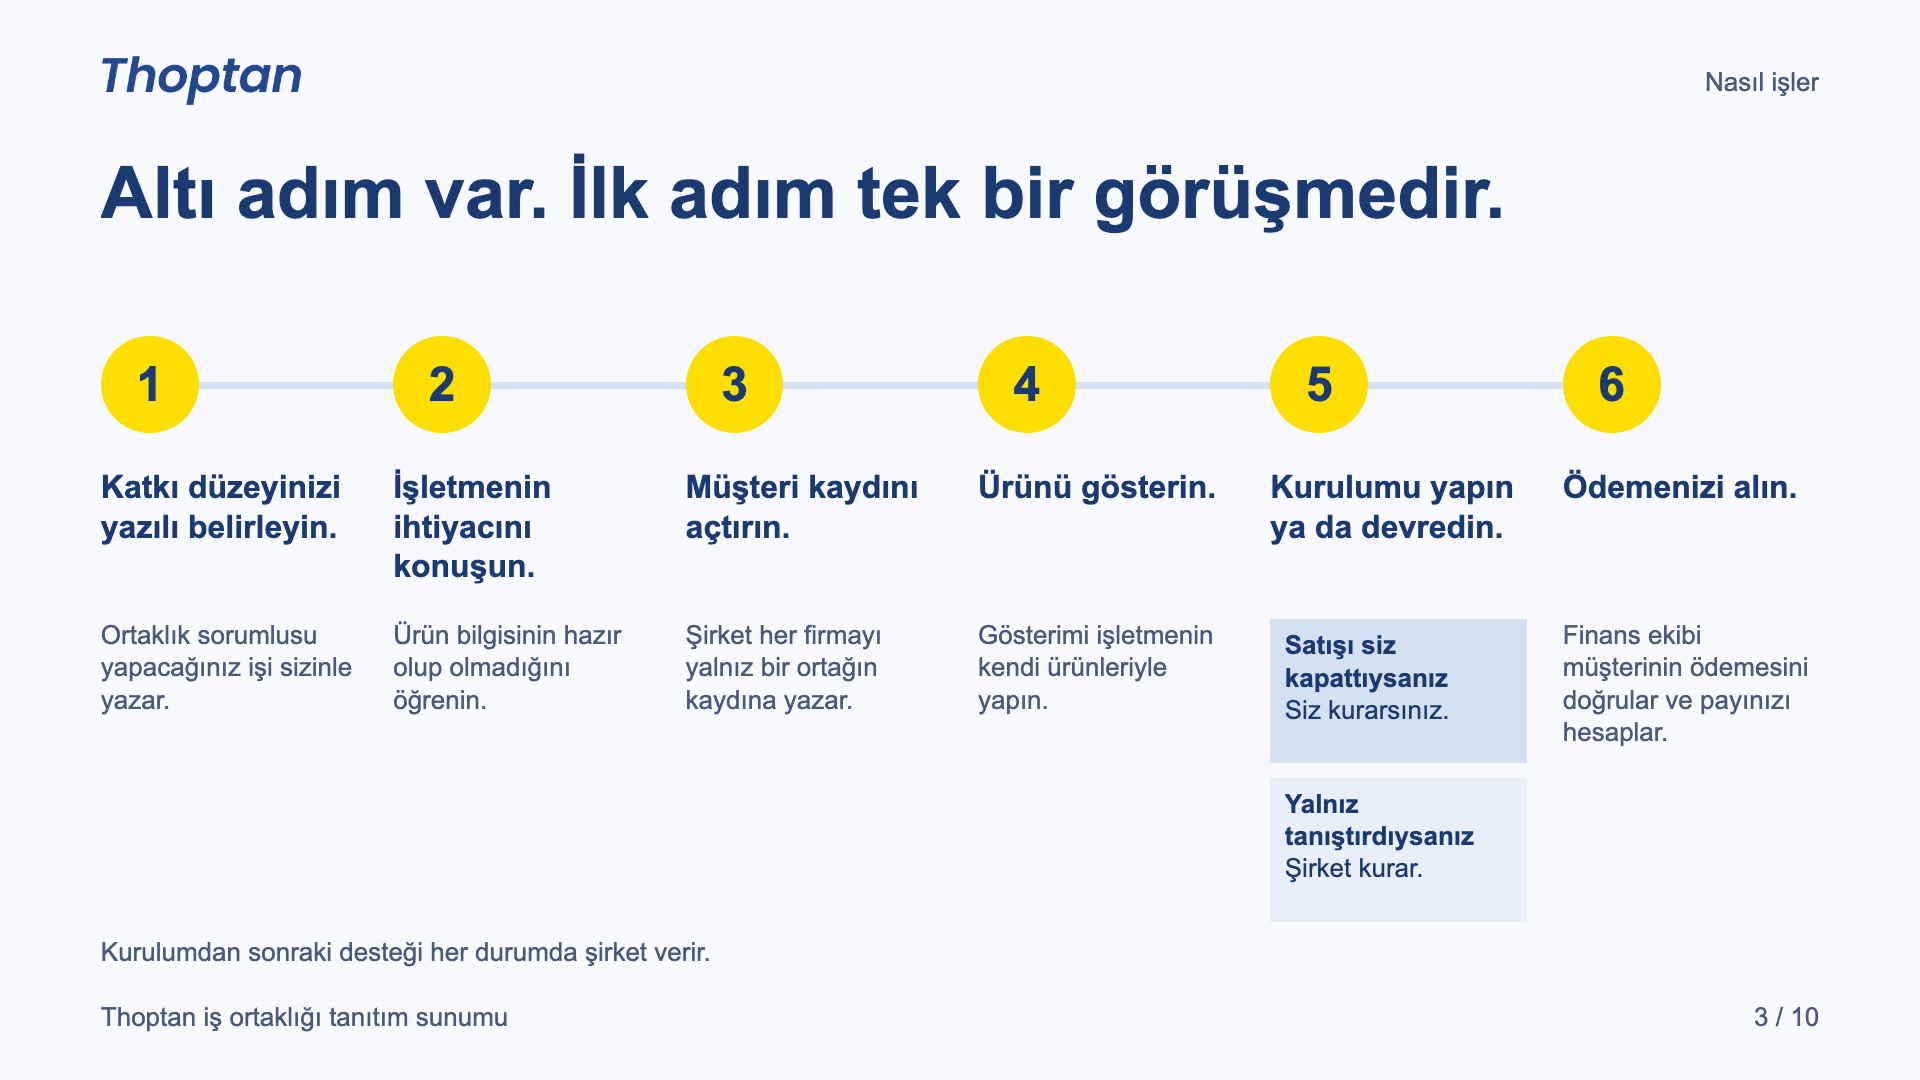 Thoptan
Nasıl işler
Altı adım var. İlk adım tek bir görüşmedir.
1
Katkı düzeyinizi
yazılı belirleyin.
Ortaklık sorumlusu
yapacağınız işi sizinle
yazar.
2
İşletmenin
ihtiyacını
konuşun.
Ürün bilgisinin hazır
olup olmadığını
öğrenin.
3
Müşteri kaydını
açtırın.
Şirket her firmayı
yalnız bir ortağın
kaydına yazar.
4
Ürünü gösterin.
Gösterimi işletmenin
kendi ürünleriyle
yapın.
5
Kurulumu yapın
ya da devredin.
Satışı siz
kapattıysanız
Siz kurarsınız.
Yalnız
tanıştırdıysanız
Şirket kurar.
6
Ödemenizi alın.
Finans ekibi
müşterinin ödemesini
doğrular ve payınızı
hesaplar.
Kurulumdan sonraki desteği her durumda şirket verir.
Thoptan iş ortaklığı tanıtım sunumu
3 / 10